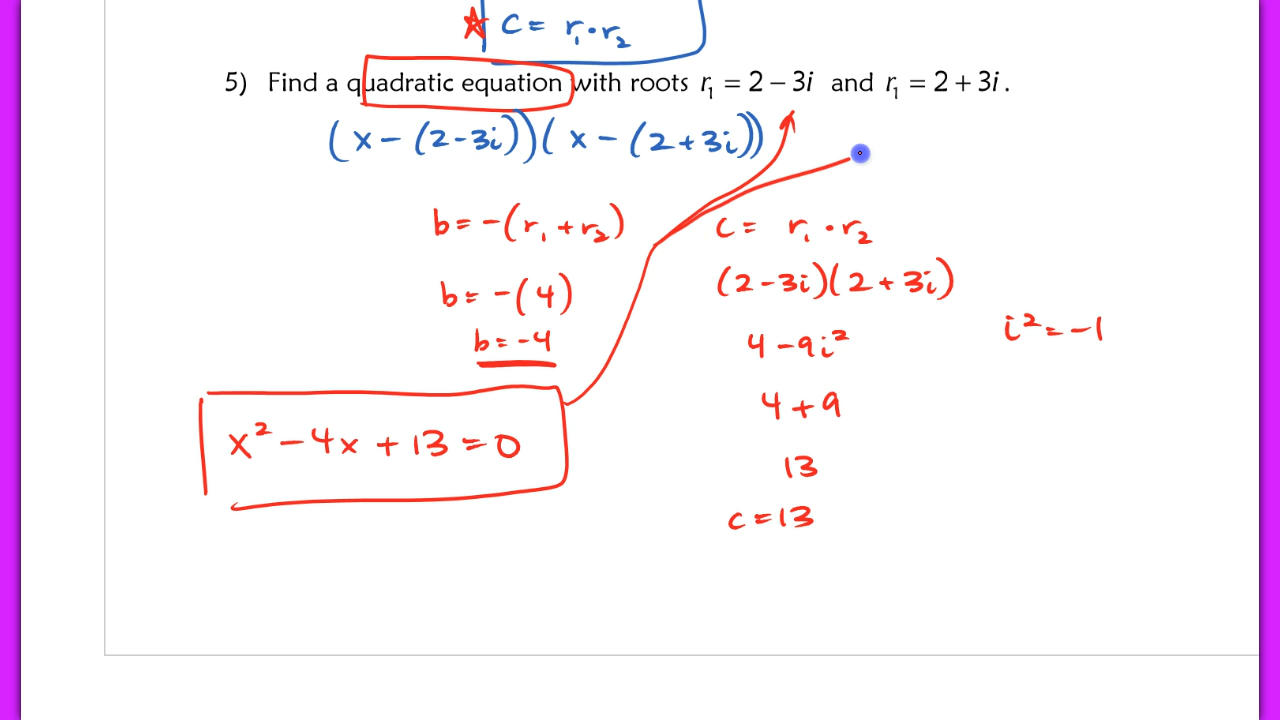 c = r₁•r₂
5) Find a quadratic equation with roots r₁ = 2 − 3i and r₁ = 2 + 3i.
(x − (2-3i))(x − (2+3i))
b = -(r₁ + r₂)
c = r₁ • r₂
b = -(4)
(2-3i)(2+3i)
b = -4
4 - 9i²
i² = -1
4 + 9
x² - 4x + 13 = 0
13
c = 13